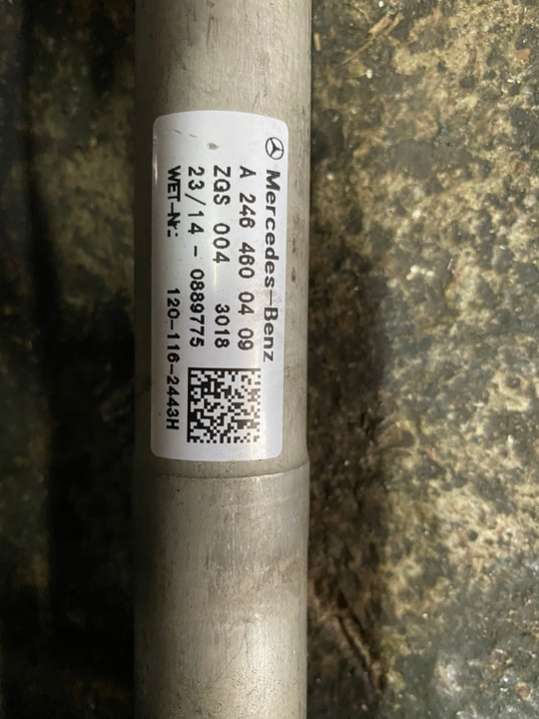 Mercedes-Benz
A 246 460 04 09
ZGS 004 3018
23/14 - 0889775
WET-Nr.: 120-116-2443H